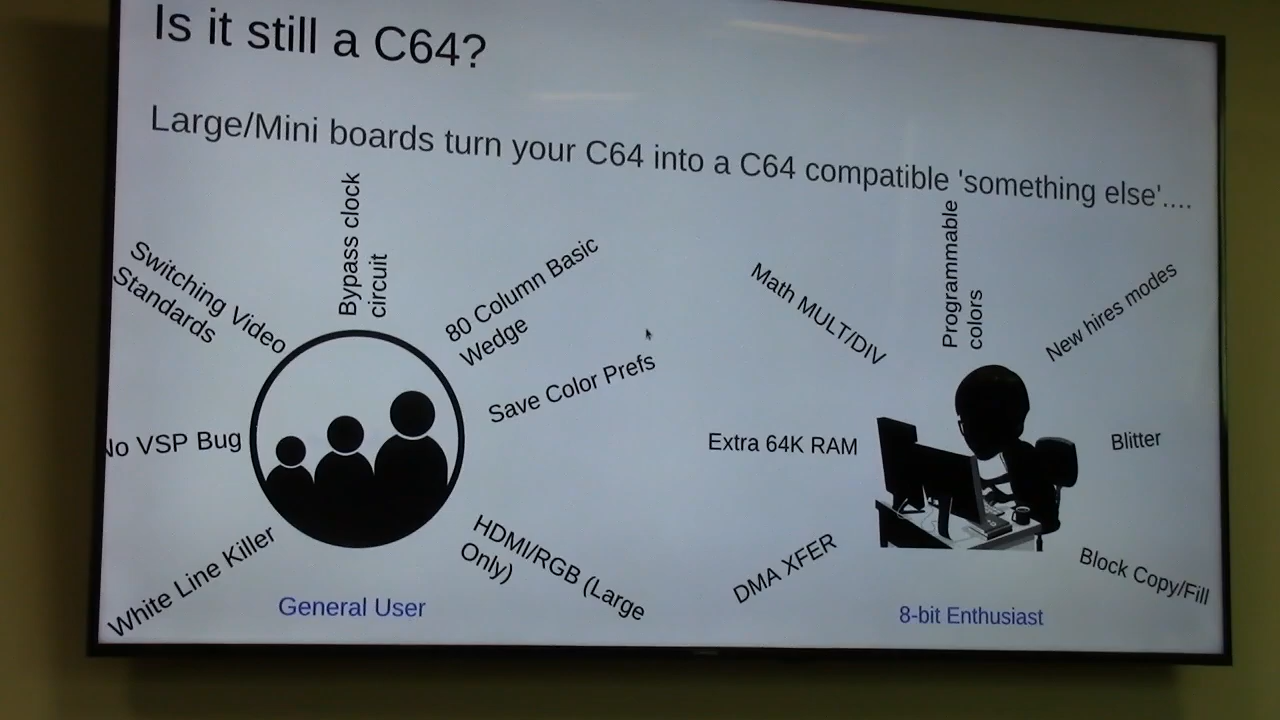 Is it still a C64?
Large/Mini boards turn your C64 into a C64 compatible 'something else'....
Switching Video
Standards
Bypass clock
circuit
80 Column Basic
Wedge
Save Color Prefs
No VSP Bug
White Line Killer
HDMI/RGB (Large
Only)
General User
Math MULT/DIV
Programmable
colors
New hires modes
Extra 64K RAM
Blitter
DMA XFER
Block Copy/Fill
8-bit Enthusiast